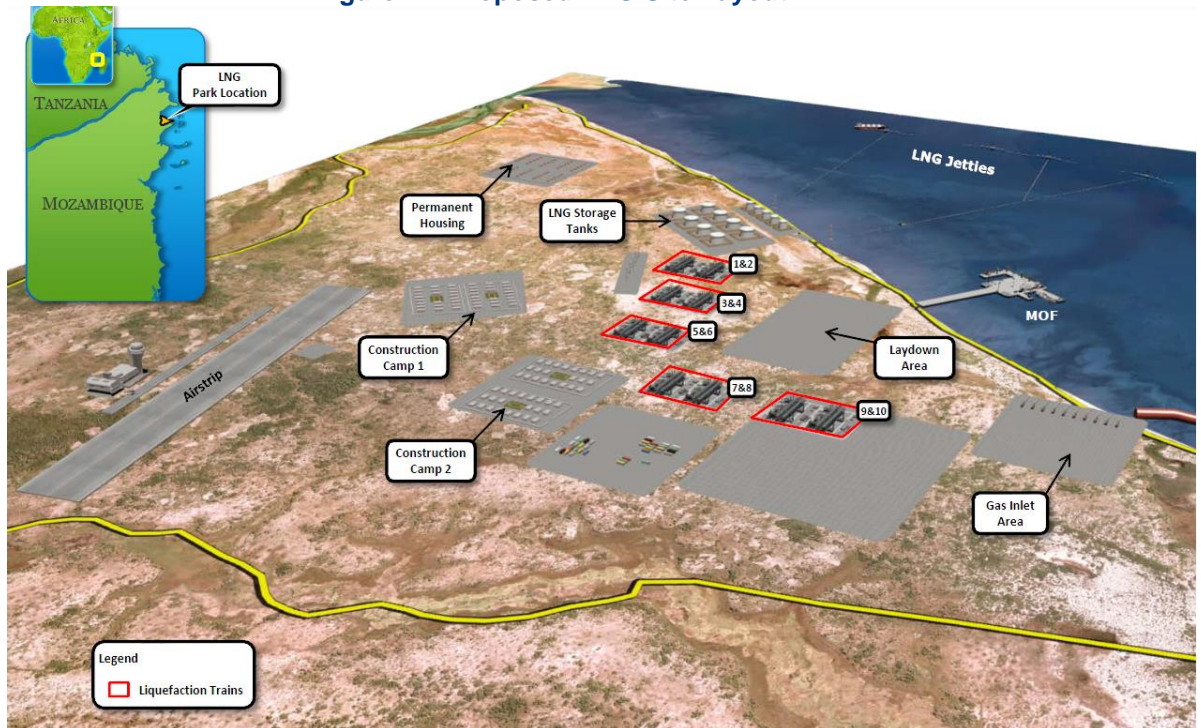 AFRICA
LNG
Park Location
TANZANIA
MOZAMBIQUE
LNG Jetties
Permanent
Housing
LNG Storage
Tanks
1&2
3&4
MOF
5&6
Construction
Camp 1
Laydown
Area
Airstrip
7&8
9&10
Construction
Camp 2
Gas Inlet
Area
Legend
Liquefaction Trains